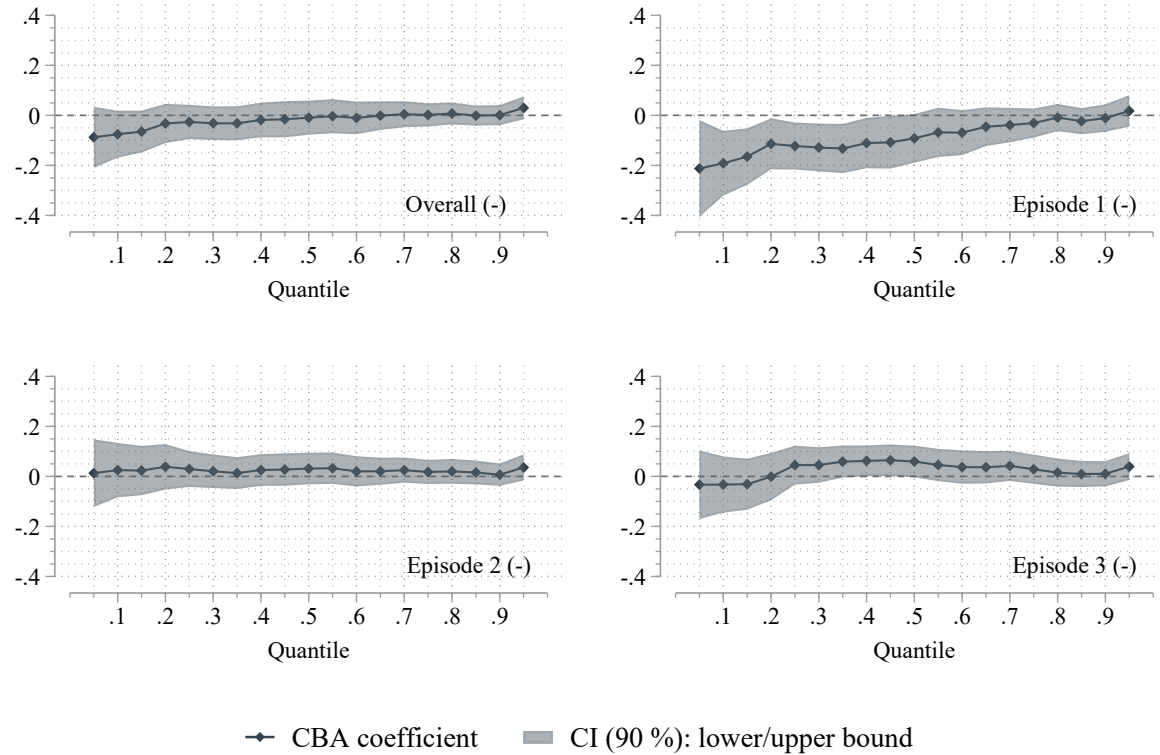 .4
.2
0
-.2
-.4
Overall (-)
.1 .2 .3 .4 .5 .6 .7 .8 .9
Quantile
.4
.2
0
-.2
-.4
Episode 1 (-)
.1 .2 .3 .4 .5 .6 .7 .8 .9
Quantile
.4
.2
0
-.2
-.4
Episode 2 (-)
.1 .2 .3 .4 .5 .6 .7 .8 .9
Quantile
.4
.2
0
-.2
-.4
Episode 3 (-)
.1 .2 .3 .4 .5 .6 .7 .8 .9
Quantile
CBA coefficient CI (90 %): lower/upper bound